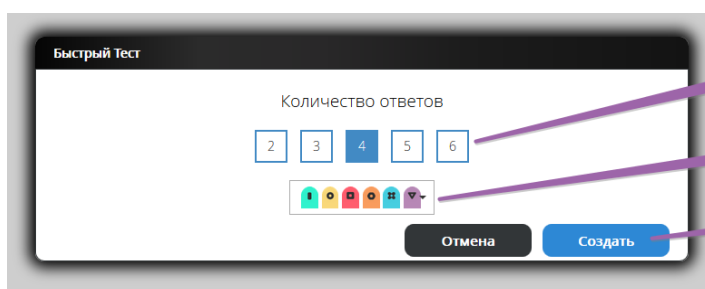 Быстрый Тест
Количество ответов
2 3 4 5 6
Отмена Создать